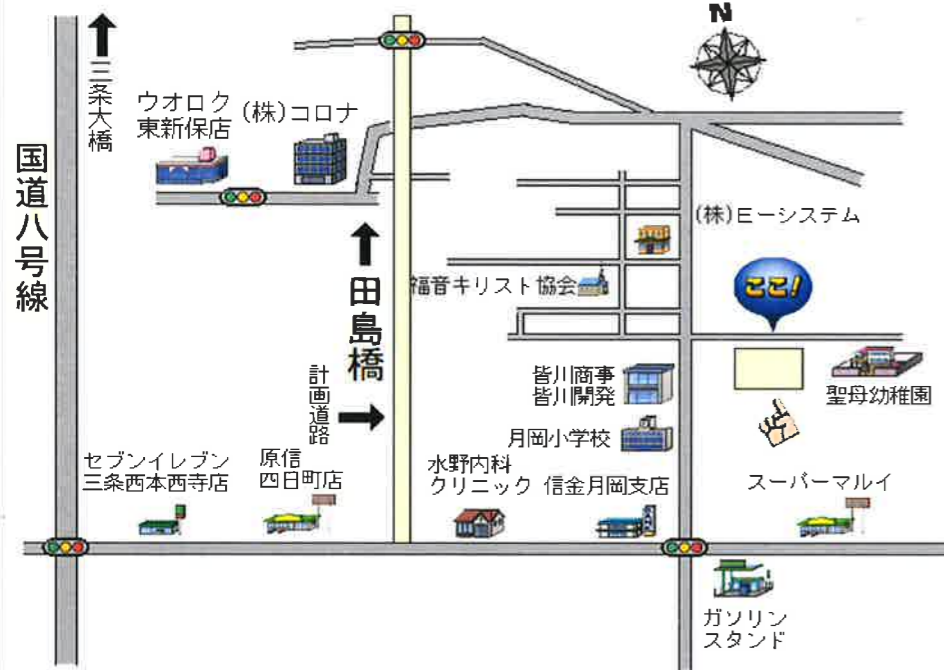 N
三条大橋
国道八号線
ウオロク
東新保店
(株)コロナ
(株)Eーシステム
ここ!
福音キリスト協会
田島橋
計画道路
皆川商事
皆川開発
聖母幼稚園
月岡小学校
セブンイレブン
三条西本西寺店
原信
四日町店
水野内科
クリニック
信金月岡支店
スーパーマルイ
ガソリン
スタンド